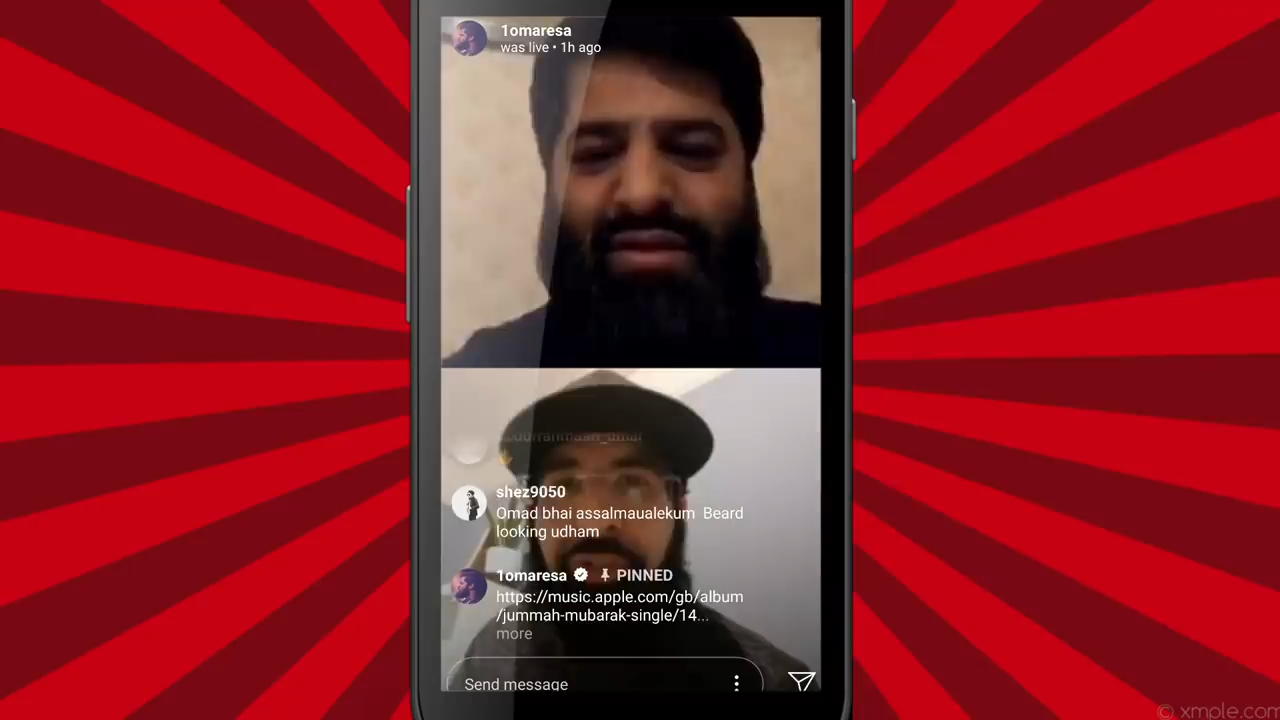 1omaresa
was live • 1h ago
shez9050
Omad bhai assalmaualekum Beard
looking udham
1omaresa PINNED
https://music.apple.com/gb/album
/jummah-mubarak-single/14...
more
Send message
© xmple.com